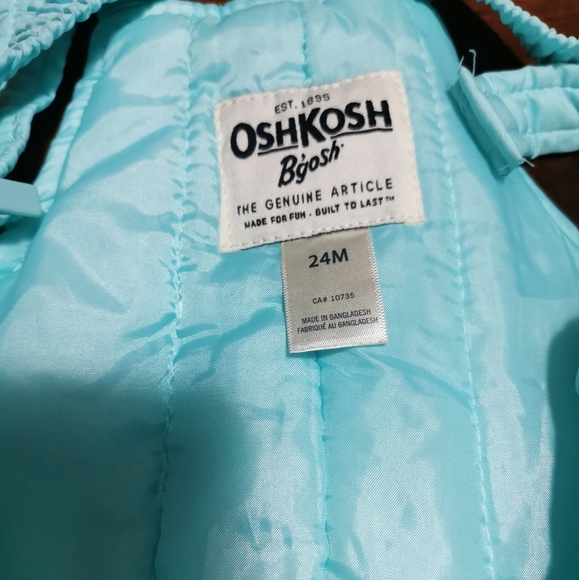 EST. 1895
OSHKOSH
B'gosh
THE GENUINE ARTICLE
MADE FOR FUN · BUILT TO LAST™
24M
CA# 10735
MADE IN BANGLADESH
FABRIQUÉ AU BANGLADESH